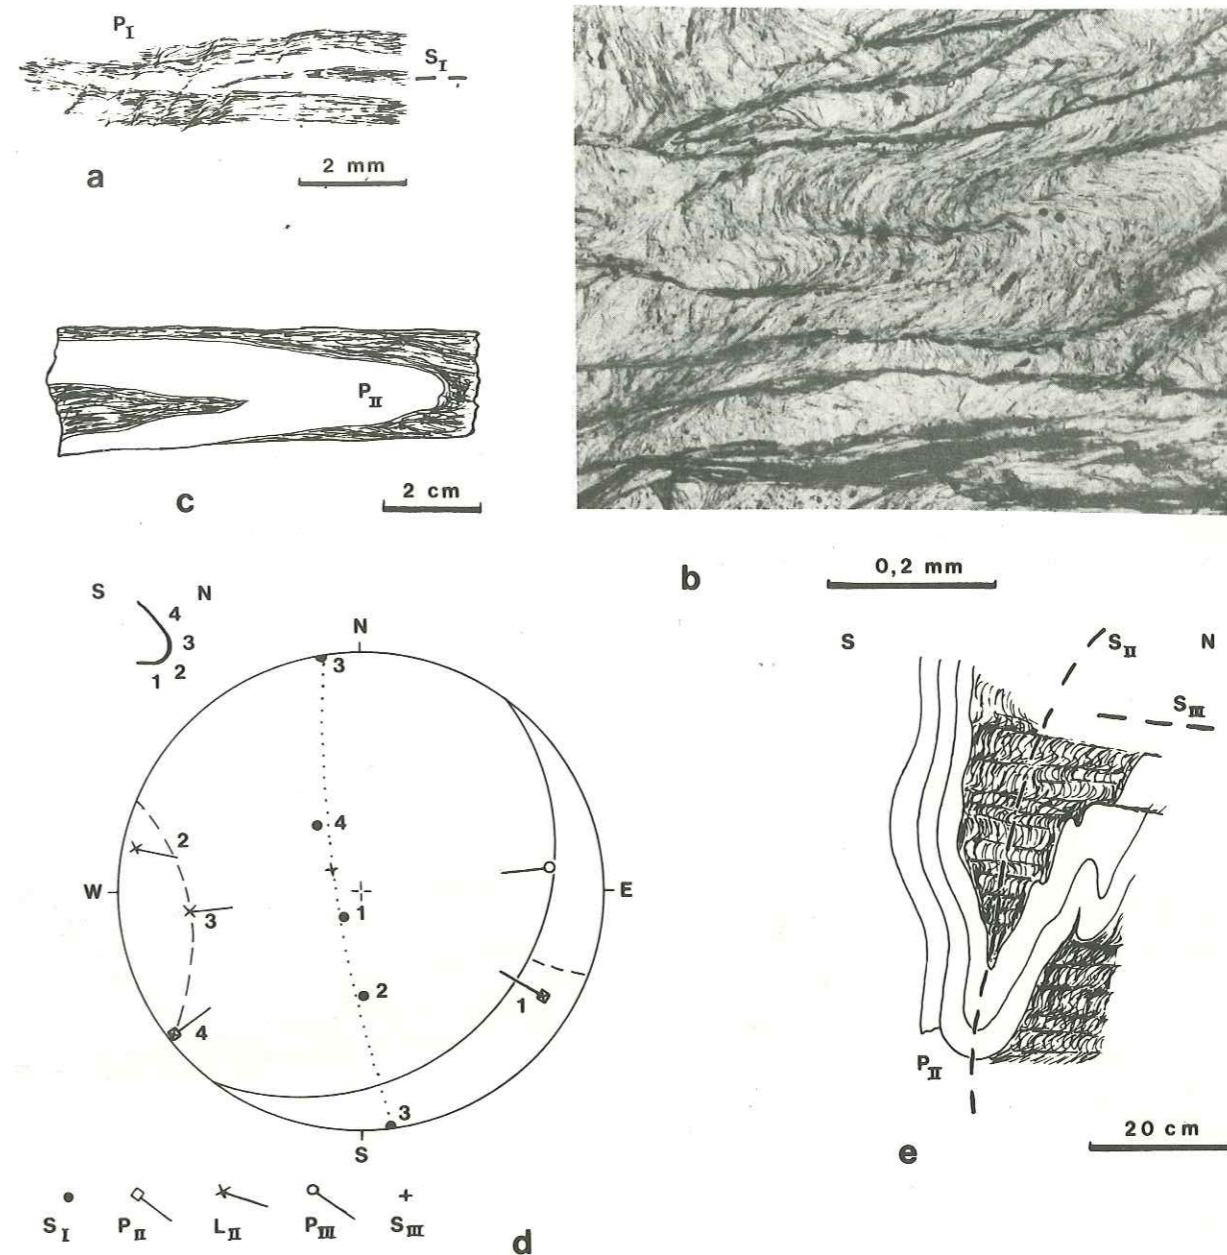 P_I
S_I
2 mm
a
P_II
2 cm
c
b
0,2 mm
S N
4
3
2
1
N
3
4
2
W E
1
3
2
1
4
3
S
S_I P_II L_II P_III S_III
d
S S_II N
S_III
P_II
20 cm
e